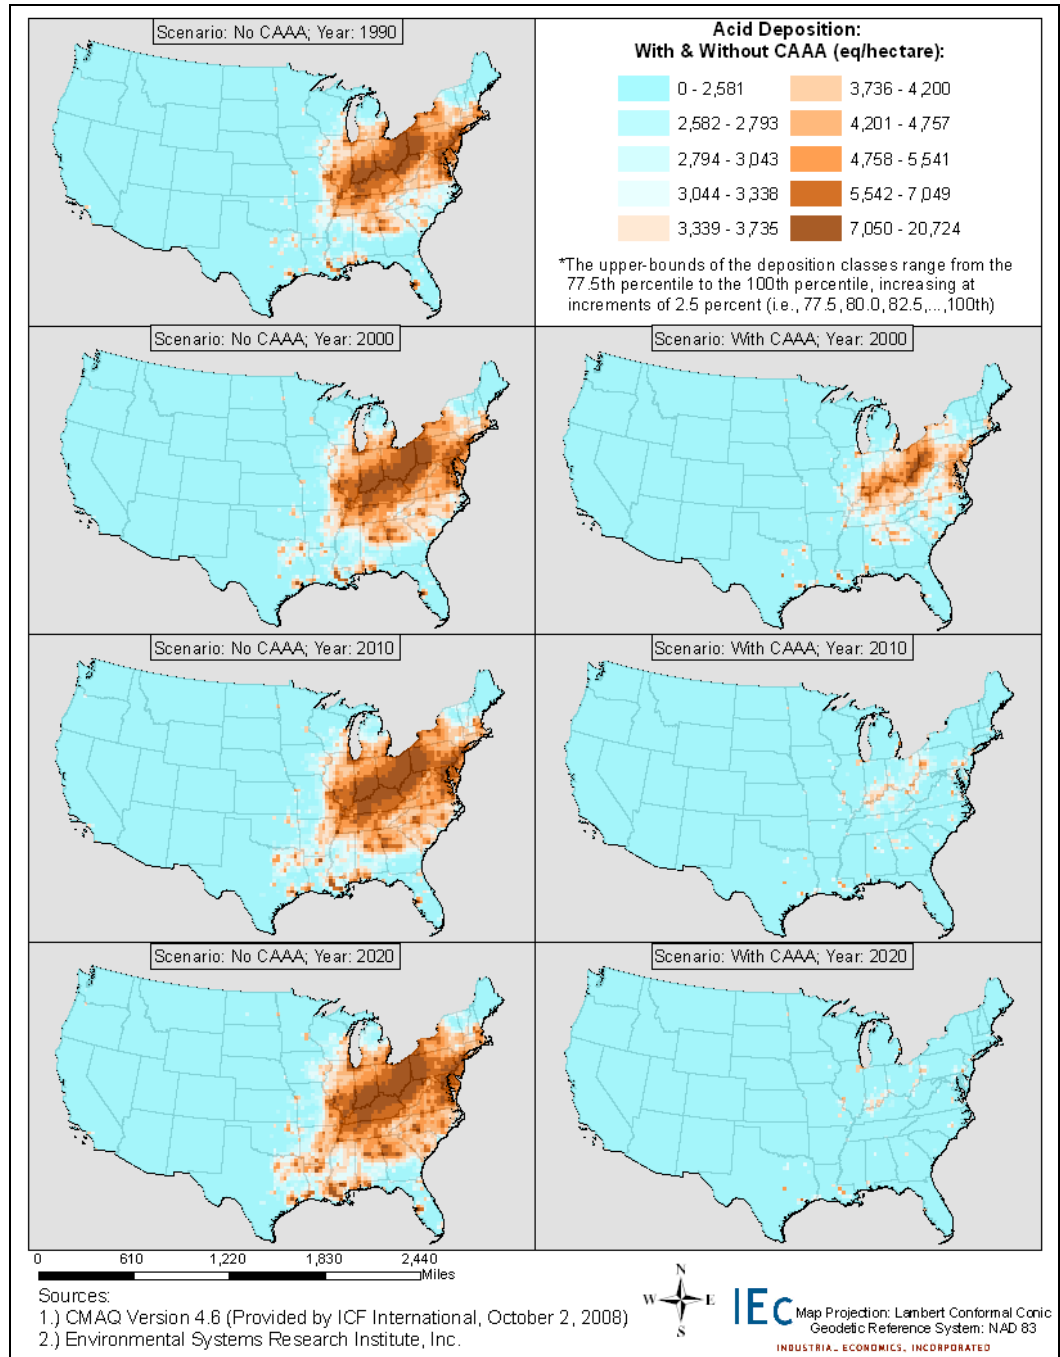 Scenario: No CAAA; Year: 1990
Acid Deposition:
With & Without CAAA (eq/hectare):
0 - 2,581
2,582 - 2,793
2,794 - 3,043
3,044 - 3,338
3,339 - 3,735
3,736 - 4,200
4,201 - 4,757
4,758 - 5,541
5,542 - 7,049
7,050 - 20,724
*The upper-bounds of the deposition classes range from the
77.5th percentile to the 100th percentile, increasing at
increments of 2.5 percent (i.e., 77.5, 80.0, 82.5,...,100th)
Scenario: No CAAA; Year: 2000
Scenario: With CAAA; Year: 2000
Scenario: No CAAA; Year: 2010
Scenario: With CAAA; Year: 2010
Scenario: No CAAA; Year: 2020
Scenario: With CAAA; Year: 2020
0 610 1,220 1,830 2,440
Miles
Sources:
1.) CMAQ Version 4.6 (Provided by ICF International, October 2, 2008)
2.) Environmental Systems Research Institute, Inc.
N
W E
S
IEc
Map Projection: Lambert Conformal Conic
Geodetic Reference System: NAD 83
INDUSTRIAL ECONOMICS, INCORPORATED